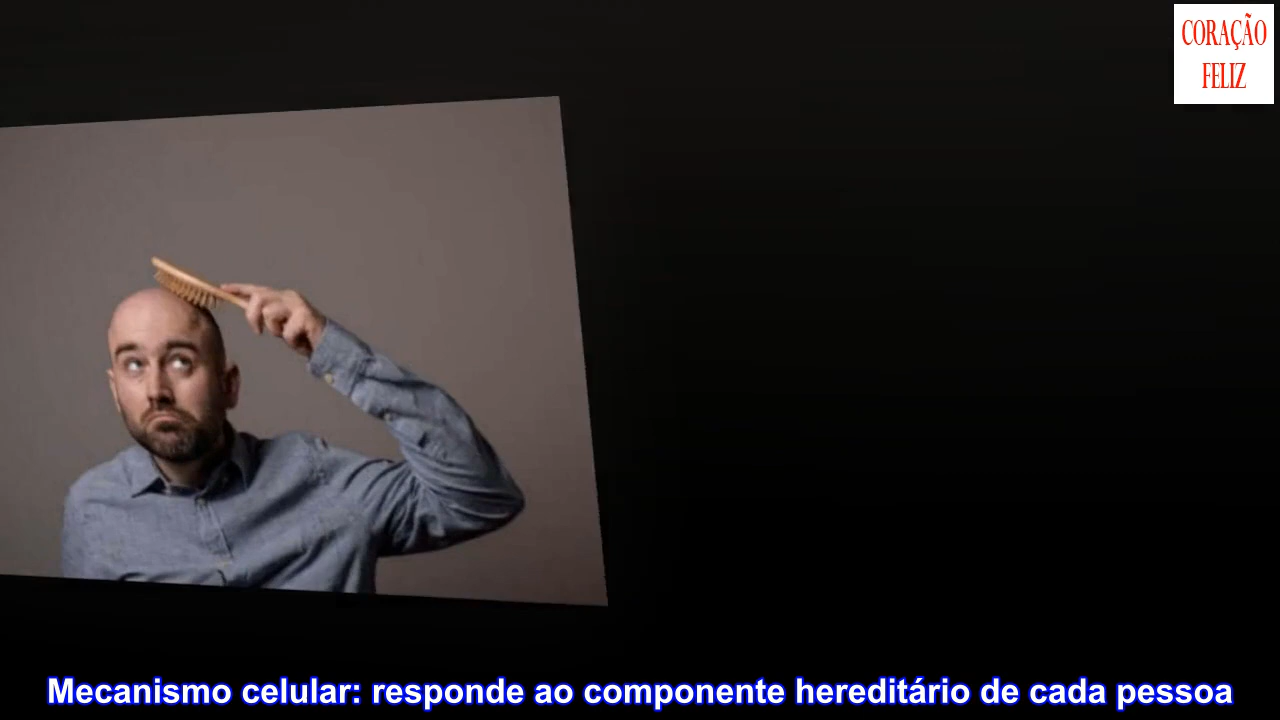 CORAÇÃO
FELIZ
Mecanismo celular: responde ao componente hereditário de cada pessoa